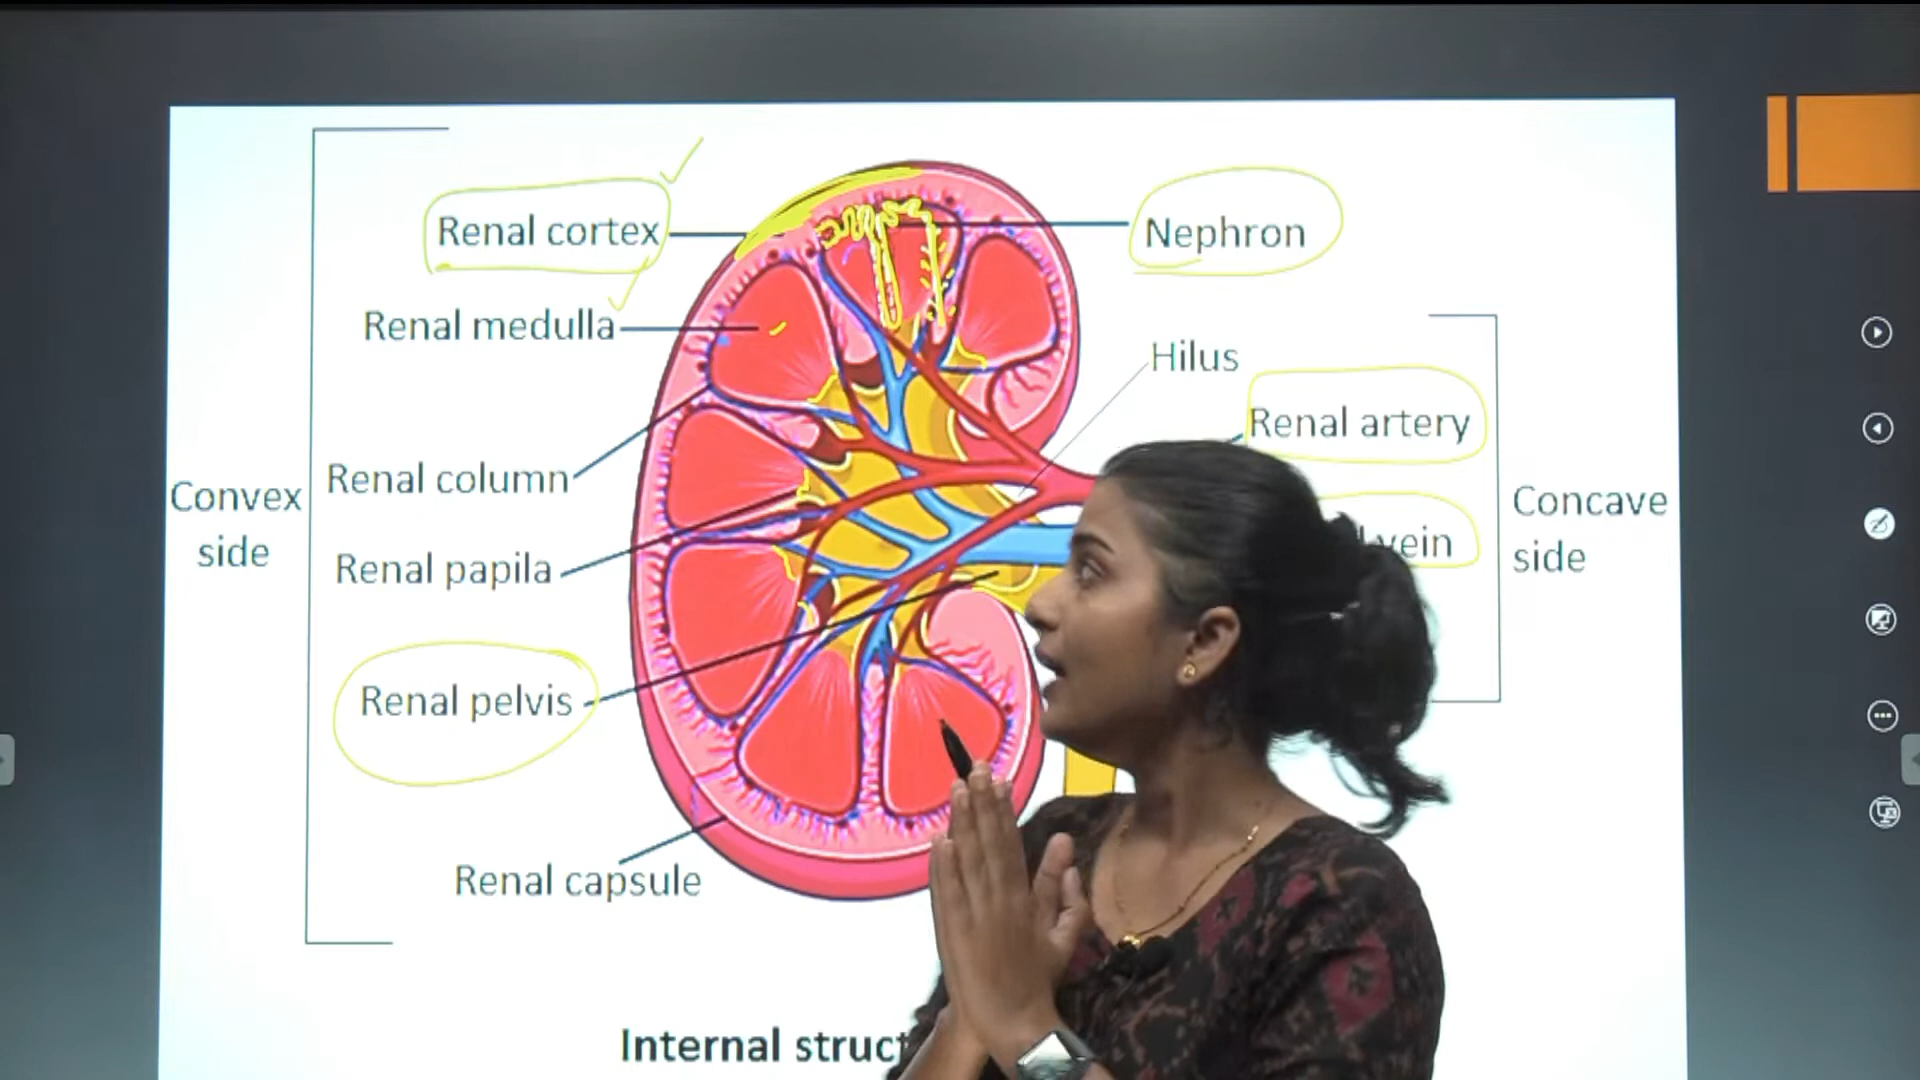 Renal cortex
Nephron
Renal medulla
Hilus
Renal artery
Renal column
Convex
side
Concave
side
vein
Renal papila
Renal pelvis
Renal capsule
Internal